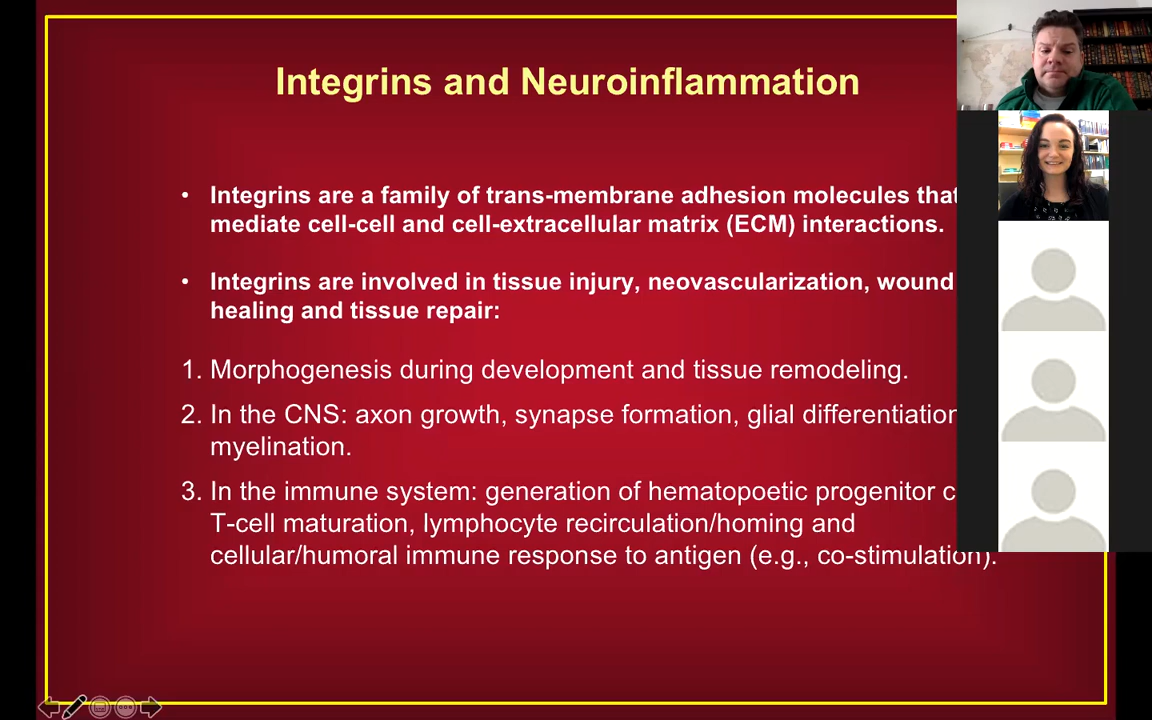 Integrins and Neuroinflammation
• Integrins are a family of trans-membrane adhesion molecules that
mediate cell-cell and cell-extracellular matrix (ECM) interactions.
• Integrins are involved in tissue injury, neovascularization, wound
healing and tissue repair:
1. Morphogenesis during development and tissue remodeling.
2. In the CNS: axon growth, synapse formation, glial differentiation
myelination.
3. In the immune system: generation of hematopoetic progenitor c
T-cell maturation, lymphocyte recirculation/homing and
cellular/humoral immune response to antigen (e.g., co-stimulation).